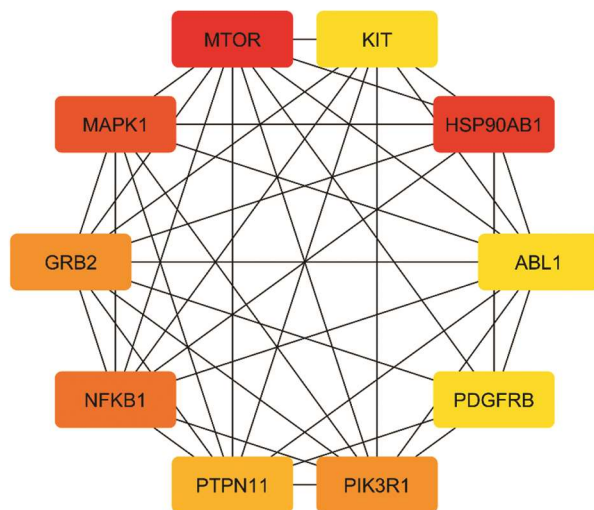 MTOR KIT
MAPK1 HSP90AB1
GRB2 ABL1
NFKB1 PDGFRB
PTPN11 PIK3R1